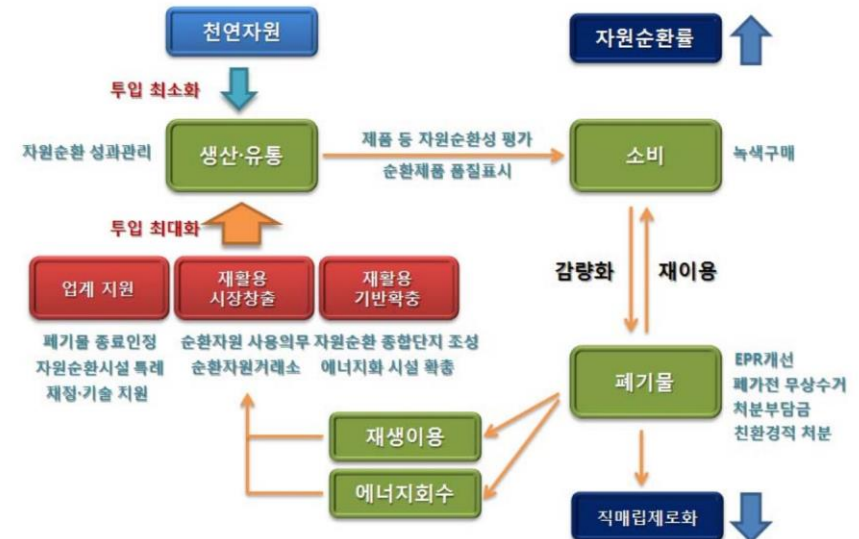 천연자원
자원순환률
투입 최소화
자원순환 성과관리
생산·유통
제품 등 자원순환성 평가
순환제품 품질표시
소비
녹색구매
투입 최대화
감량화
재이용
업계 지원
재활용
시장창출
재활용
기반확충
폐기물 종료인정
자원순환시설 특례
재정·기술 지원
순환자원 사용의무
순환자원거래소
자원순환 종합단지 조성
에너지화 시설 확충
폐기물
EPR개선
폐가전 무상수거
처분부담금
친환경적 처분
재생이용
에너지회수
직매립제로화